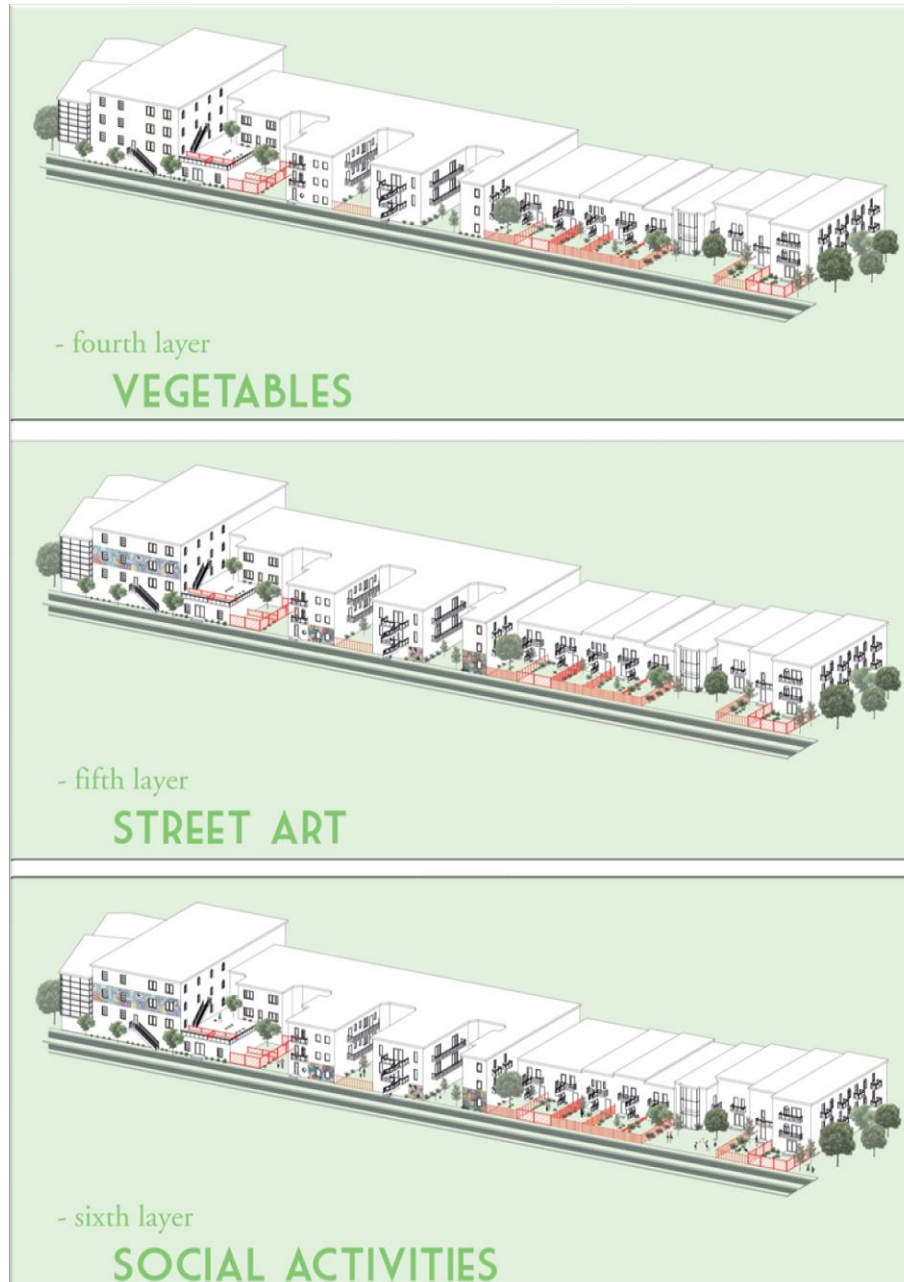 - fourth layer
VEGETABLES
- fifth layer
STREET ART
- sixth layer
SOCIAL ACTIVITIES